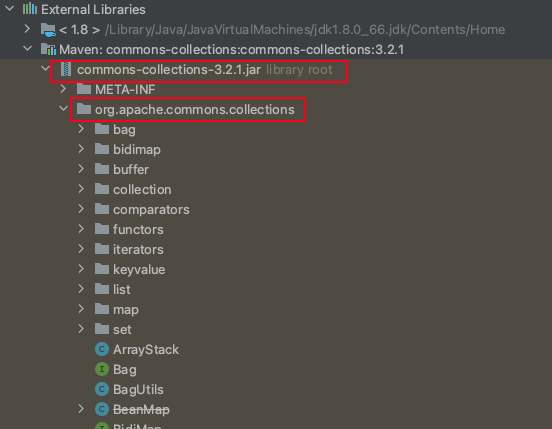 External Libraries
< 1.8 > /Library/Java/JavaVirtualMachines/jdk1.8.0_66.jdk/Contents/Home
Maven: commons-collections:commons-collections:3.2.1
commons-collections-3.2.1.jar library root
META-INF
org.apache.commons.collections
bag
bidimap
buffer
collection
comparators
functors
iterators
keyvalue
list
map
set
C ArrayStack
I Bag
C BagUtils
C BeanMap
I BidiMap